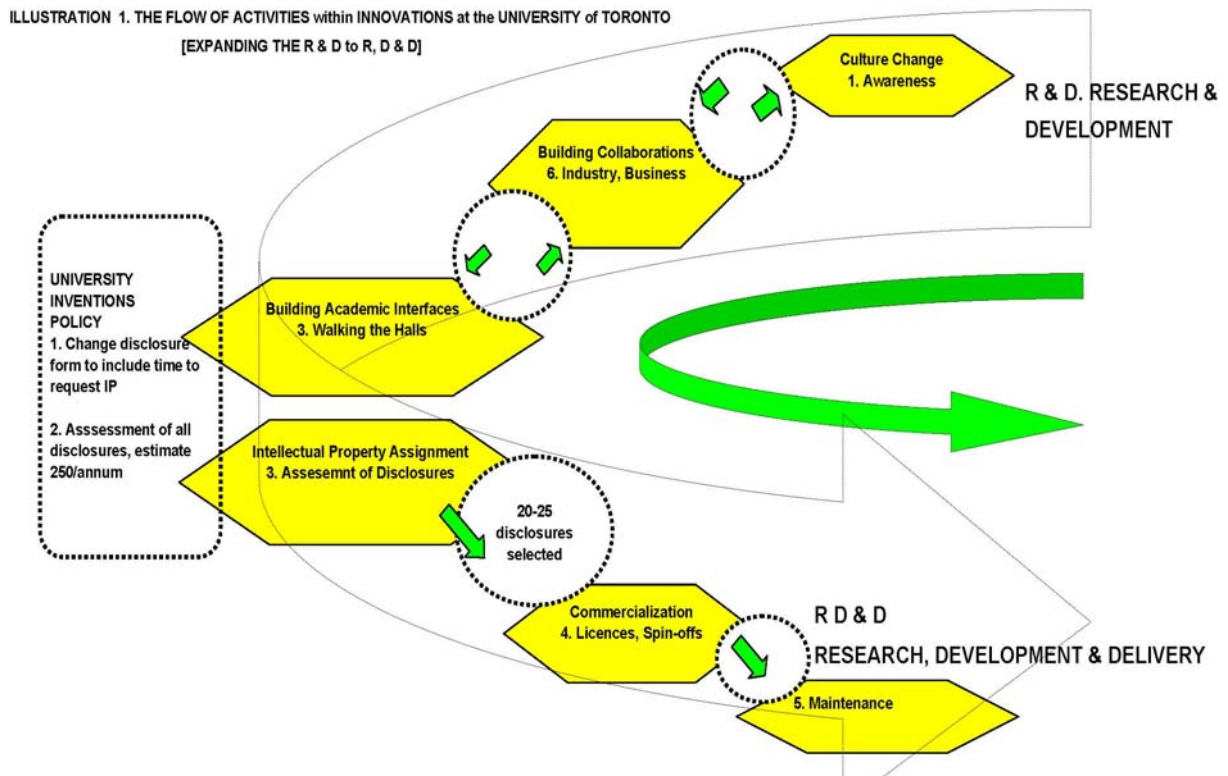 ILLUSTRATION 1. THE FLOW OF ACTIVITIES within INNOVATIONS at the UNIVERSITY of TORONTO
[EXPANDING THE R & D to R, D & D]
Culture Change
1. Awareness
R & D. RESEARCH &
DEVELOPMENT
Building Collaborations
6. Industry, Business
UNIVERSITY
INVENTIONS
POLICY
1. Change disclosure
form to include time to
request IP
2. Asssessment of all
disclosures, estimate
250/annum
Building Academic Interfaces
3. Walking the Halls
Intellectual Property Assignment
3. Assesemnt of Disclosures
20-25
disclosures
selected
Commercialization
4. Licences, Spin-offs
R D & D
RESEARCH, DEVELOPMENT & DELIVERY
5. Maintenance